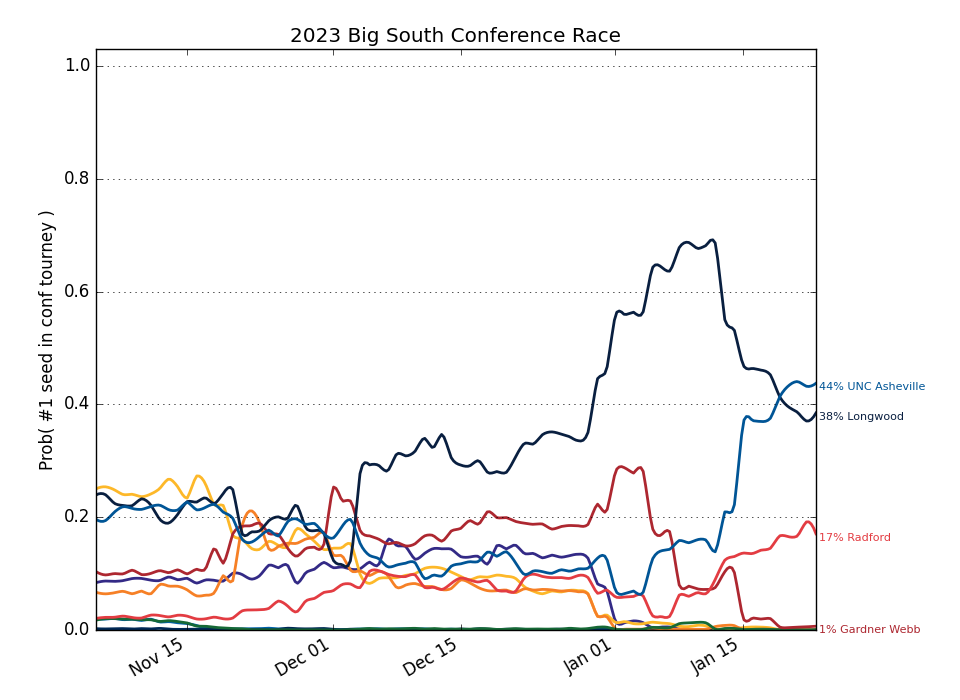 2023 Big South Conference Race
Prob( #1 seed in conf tourney )
1.0
0.8
0.6
0.4
0.2
0.0
Nov 15
Dec 01
Dec 15
Jan 01
Jan 15
44% UNC Asheville
38% Longwood
17% Radford
1% Gardner Webb